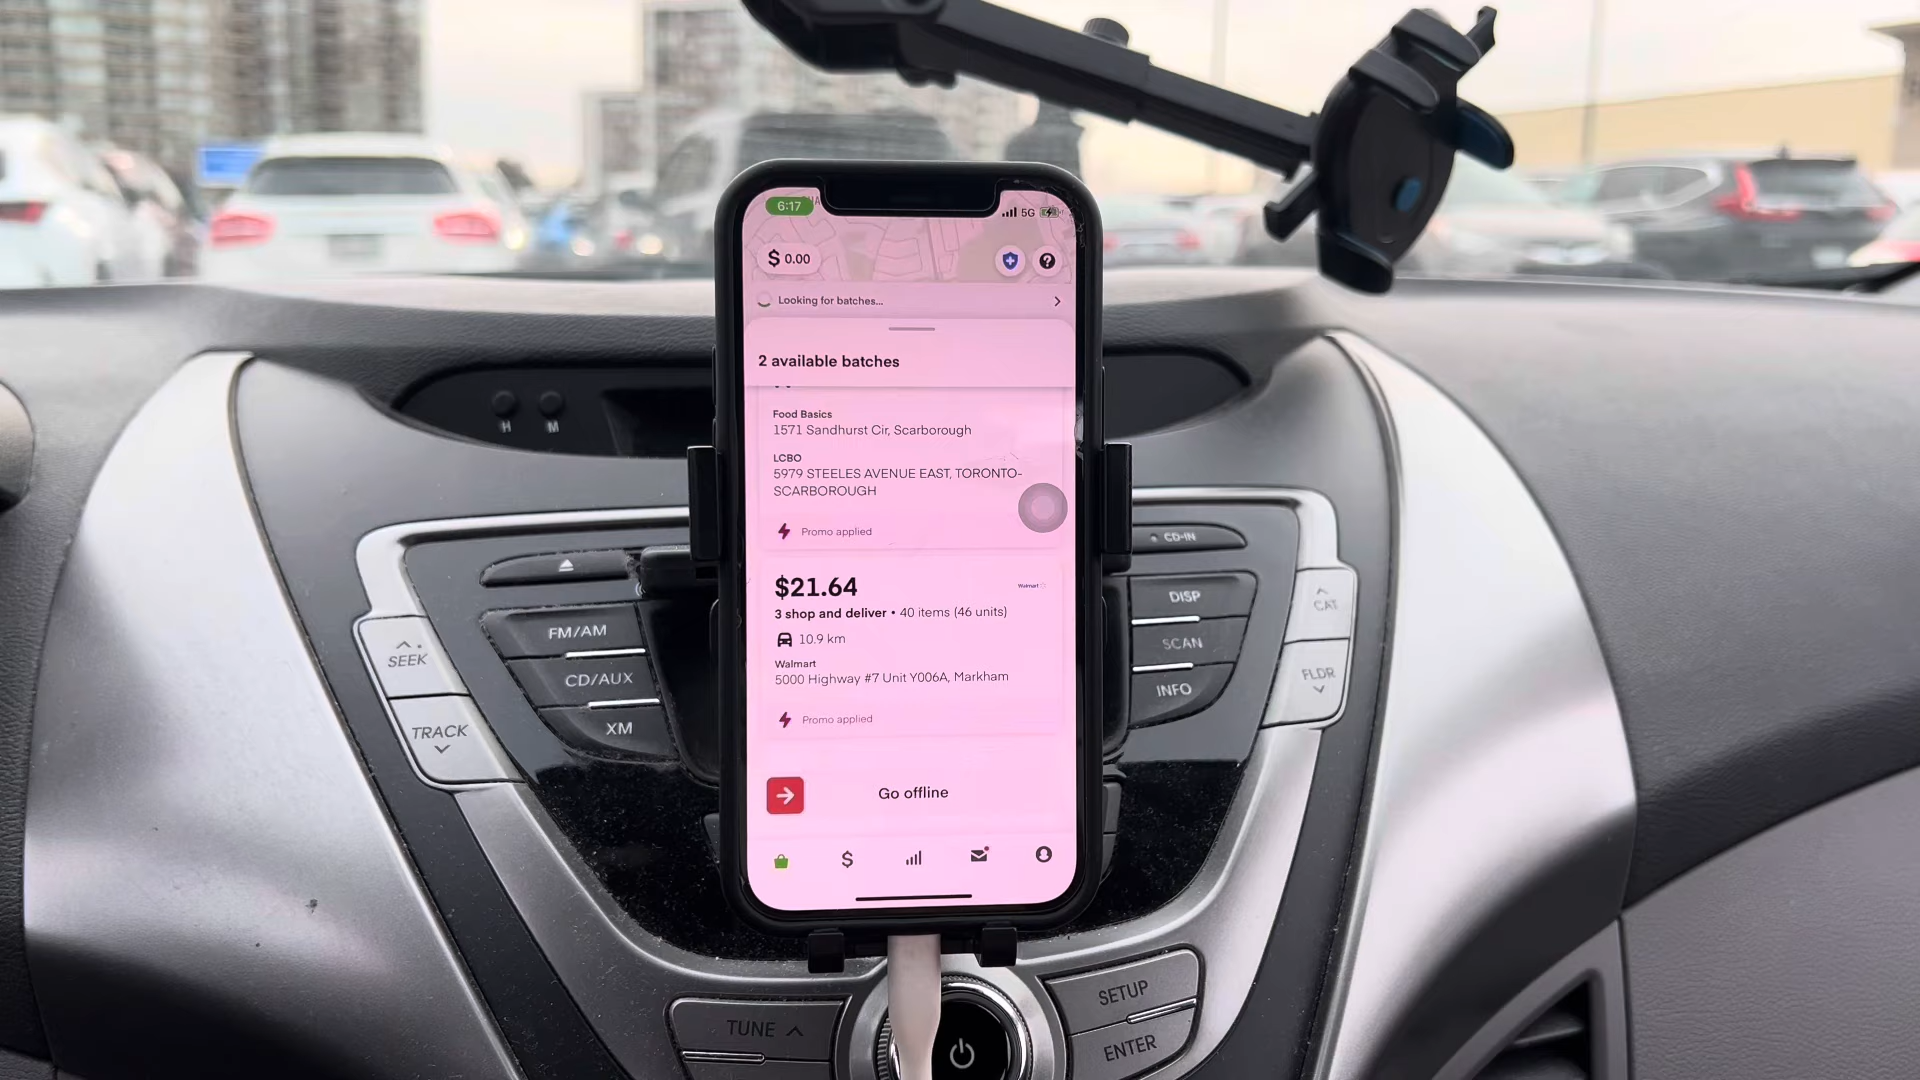 6:17
5G
$ 0.00
Looking for batches...
2 available batches
Food Basics
1571 Sandhurst Cir, Scarborough
LCBO
5979 STEELES AVENUE EAST, TORONTO-
SCARBOROUGH
Promo applied
$21.64
Walmart
3 shop and deliver • 40 items (46 units)
10.9 km
Walmart
5000 Highway #7 Unit Y006A, Markham
Promo applied
Go offline
H
M
FM/AM
SEEK
CD/AUX
TRACK
XM
CD-IN
DISP
CAT
SCAN
FLDR
INFO
SETUP
TUNE
ENTER